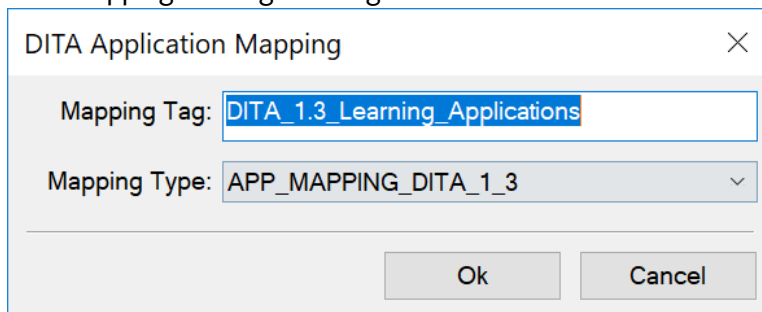 DITA Application Mapping
Mapping Tag: DITA_1.3_Learning_Applications
Mapping Type: APP_MAPPING_DITA_1_3
Ok Cancel